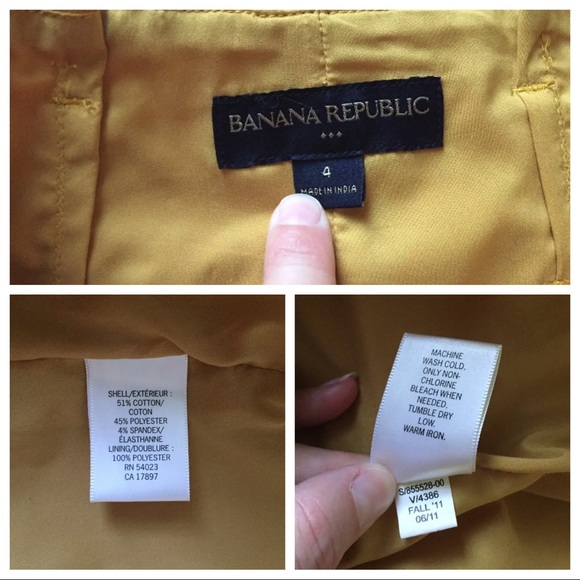 BANANA REPUBLIC
4
MADE IN INDIA
SHELL/EXTÉRIEUR :
51% COTTON/
COTON
45% POLYESTER
4% SPANDEX/
ÉLASTHANNE
LINING/DOUBLURE :
100% POLYESTER
RN 54023
CA 17897
MACHINE
WASH COLD.
ONLY NON-
CHLORINE
BLEACH WHEN
NEEDED.
TUMBLE DRY
LOW.
WARM IRON.
S/855528-00
V/4386
FALL '11
06/11